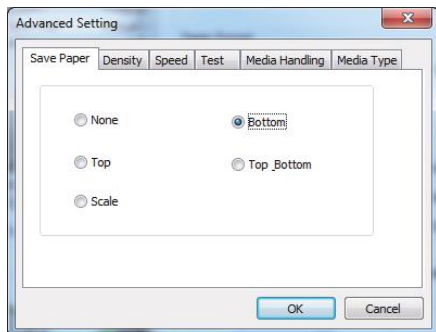 Advanced Setting
Save Paper Density Speed Test Media Handling Media Type
None Bottom
Top Top_Bottom
Scale
OK Cancel